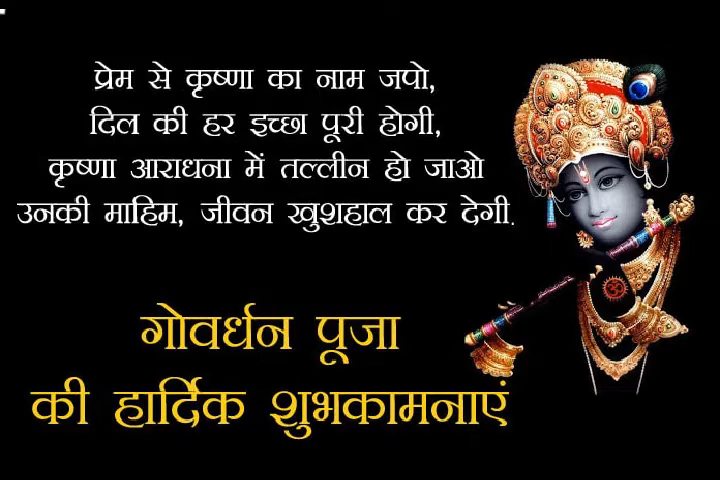 प्रेम से कृष्णा का नाम जपो,
दिल की हर इच्छा पूरी होगी,
कृष्णा आराधना में तल्लीन हो जाओ
उनकी माहिम, जीवन खुशहाल कर देगी.
गोवर्धन पूजा
की हार्दिक शुभकामनाएं